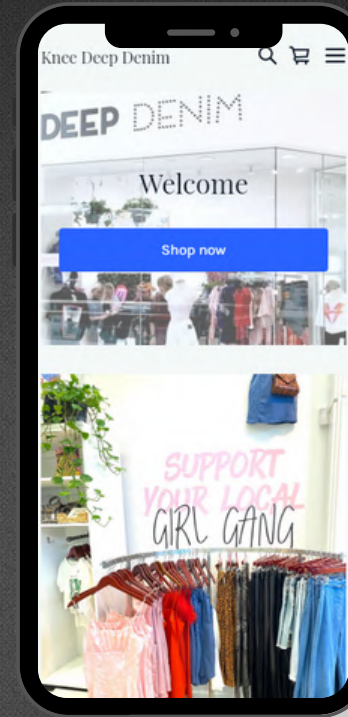 Knee Deep Denim
DEEP DENIM
Welcome
Shop now
SUPPORT
YOUR LOCAL
GIRL GANG